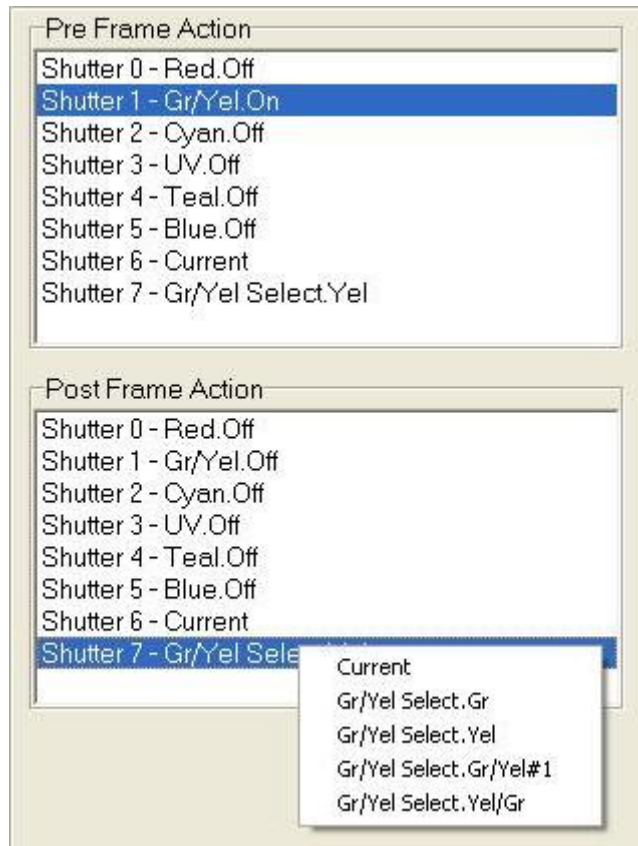 Pre Frame Action
Shutter 0 - Red.Off
Shutter 1 - Gr/Yel.On
Shutter 2 - Cyan.Off
Shutter 3 - UV.Off
Shutter 4 - Teal.Off
Shutter 5 - Blue.Off
Shutter 6 - Current
Shutter 7 - Gr/Yel Select.Yel
Post Frame Action
Shutter 0 - Red.Off
Shutter 1 - Gr/Yel.Off
Shutter 2 - Cyan.Off
Shutter 3 - UV.Off
Shutter 4 - Teal.Off
Shutter 5 - Blue.Off
Shutter 6 - Current
Shutter 7 - Gr/Yel Sele
Current
Gr/Yel Select.Gr
Gr/Yel Select.Yel
Gr/Yel Select.Gr/Yel#1
Gr/Yel Select.Yel/Gr